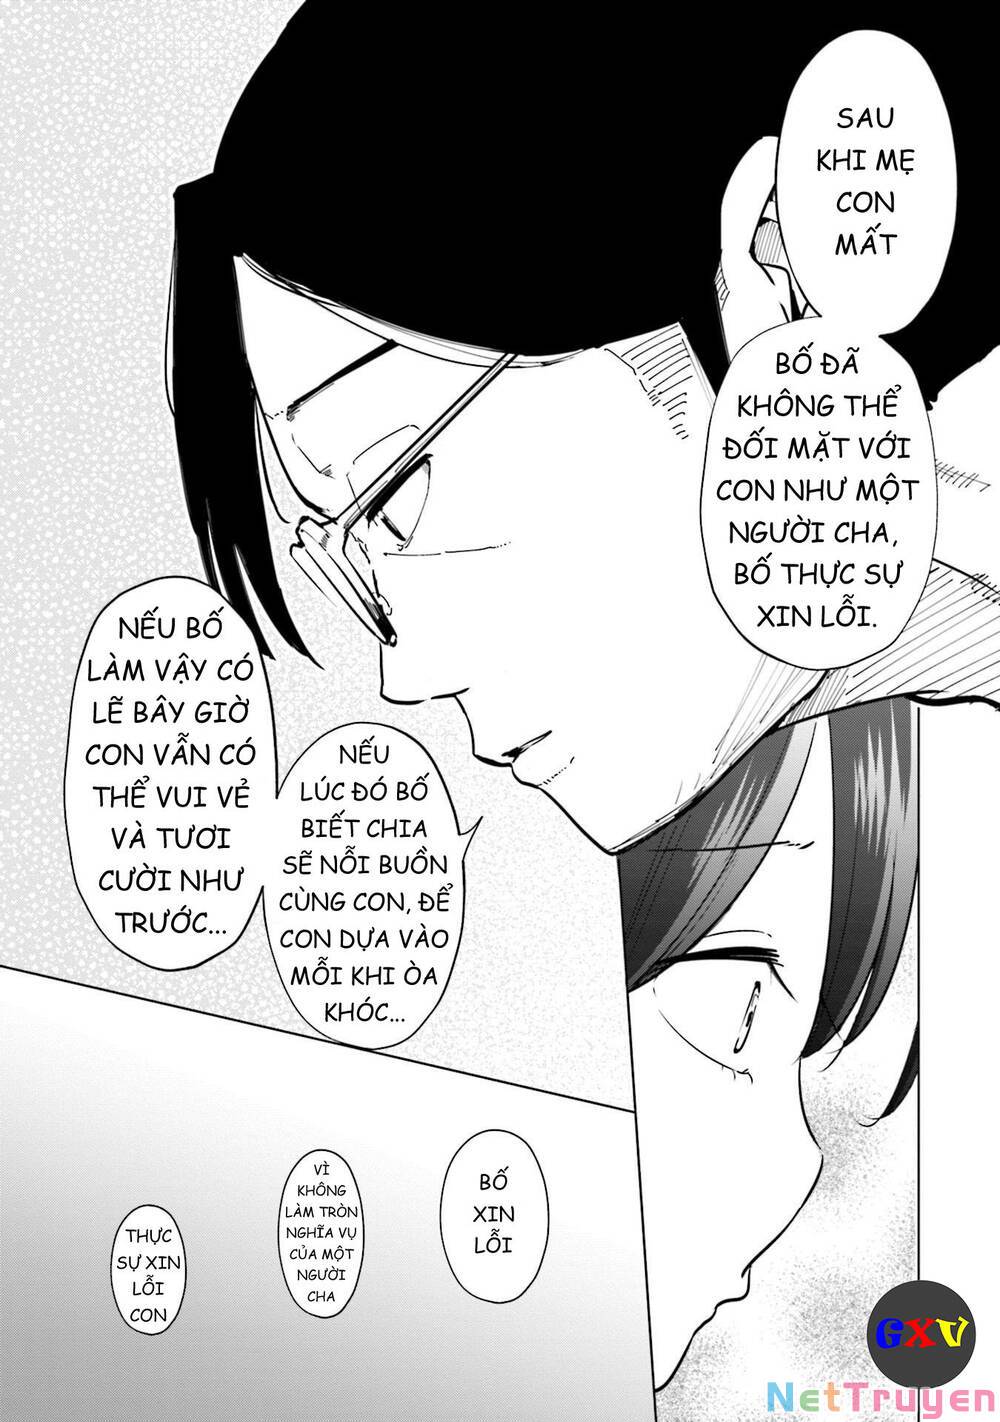 SAU
KHI MẸ
CON
MẤT
BỐ ĐÃ
KHÔNG THỂ
ĐỐI MẶT VỚI
CON NHƯ MỘT
NGƯỜI CHA,
BỐ THỰC SỰ
XIN LỖI.
NẾU
LÚC ĐÓ BỐ
BIẾT CHIA
SẼ NỖI BUỒN
CÙNG CON, ĐỂ
CON DỰA VÀO
MỖI KHI ÒA
KHÓC...
NẾU BỐ
LÀM VẬY CÓ
LẼ BÂY GIỜ
CON VẪN CÓ
THỂ VUI VẺ
VÀ TƯƠI
CƯỜI NHƯ
TRƯỚC...
BỐ
XIN
LỖI
VÌ
KHÔNG
LÀM TRÒN
NGHĨA VỤ
CỦA MỘT
NGƯỜI
CHA
THỰC
SỰ XIN
LỖI
CON
GXV
NetTruyen